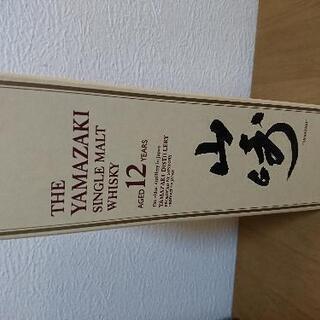 山崎
THE
YAMAZAKI
SINGLE MALT
WHISKY
AGED 12 YEARS
YAMAZAKI DISTILLERY